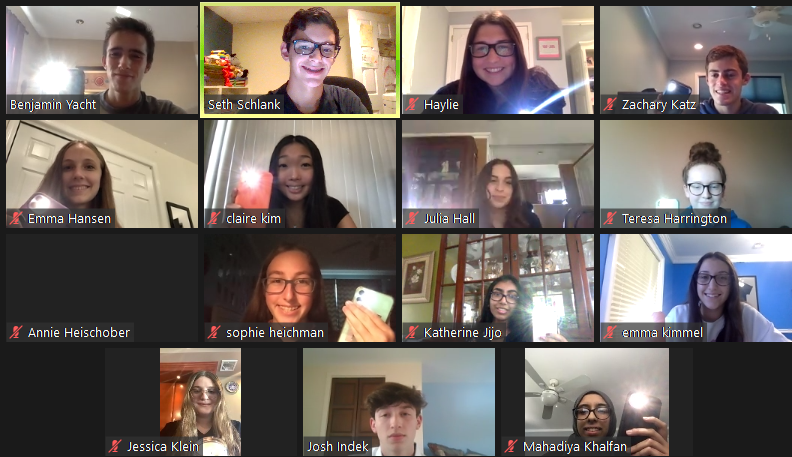 Benjamin Yacht
Seth Schlank
Haylie
Zachary Katz
Emma Hansen
claire kim
Julia Hall
Teresa Harrington
Annie Heischober
sophie heichman
Katherine Jijo
emma kimmel
Jessica Klein
Josh Indek
Mahadiya Khalfan